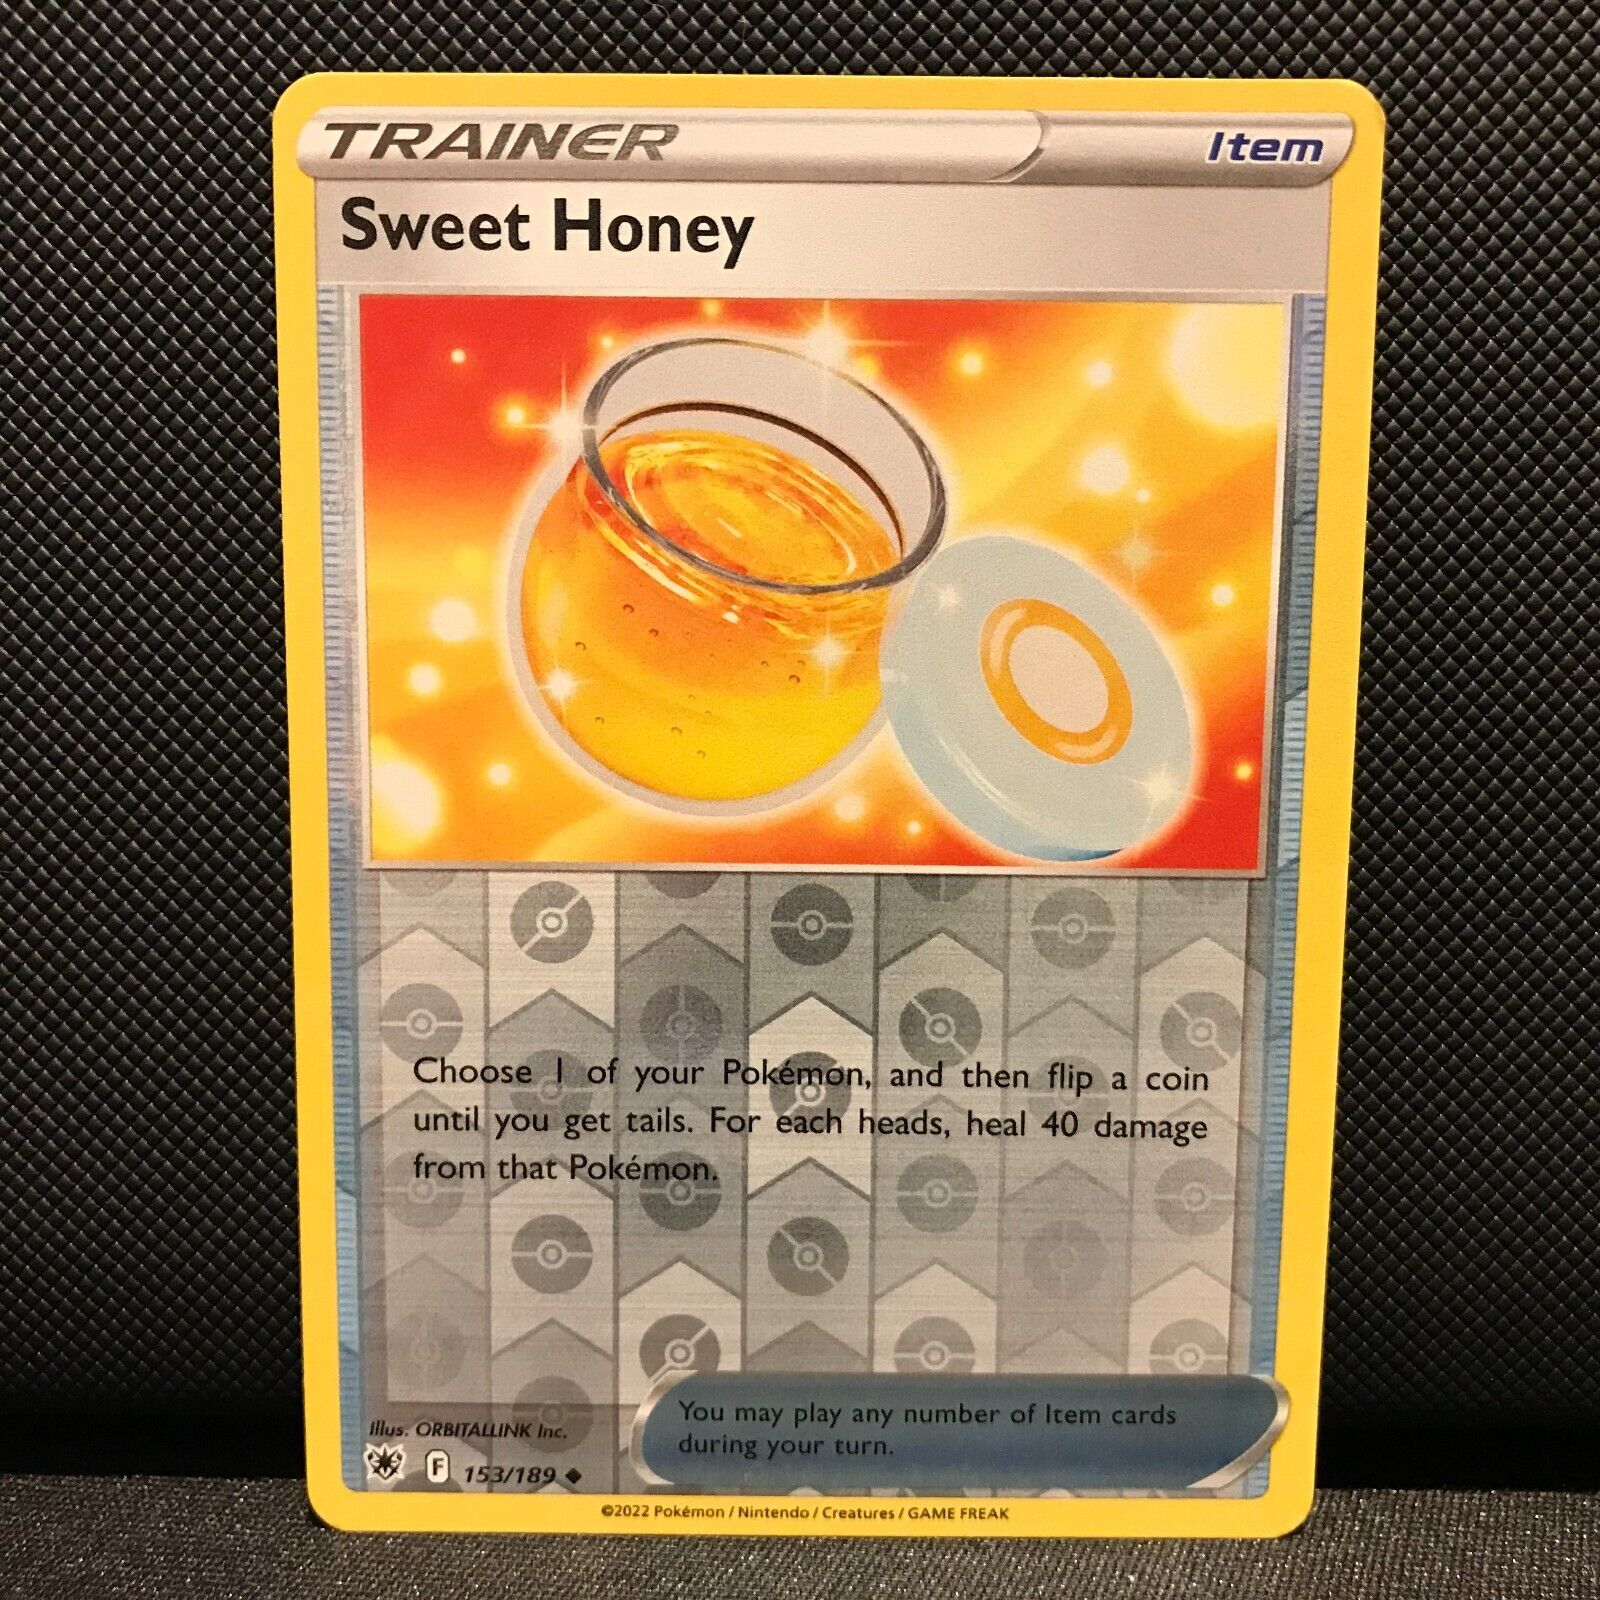 TRAINER
Item
Sweet Honey
Choose 1 of your Pokémon, and then flip a coin
until you get tails. For each heads, heal 40 damage
from that Pokémon.
Illus. ORBITALLINK Inc.
You may play any number of Item cards
during your turn.
F 153/189
©2022 Pokémon / Nintendo / Creatures / GAME FREAK